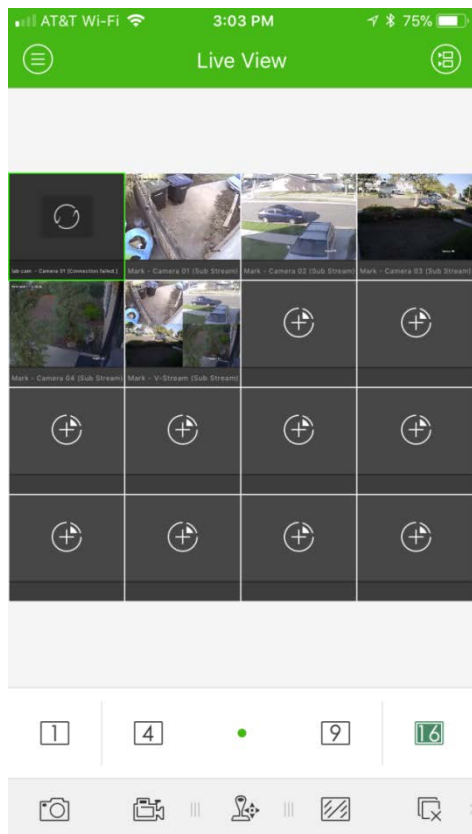 AT&T Wi-Fi 3:03 PM 75%
Live View
lab cam - Camera 01 (Connection failed.)
Mark - Camera 01 (Sub Stream)
Mark - Camera 02 (Sub Stream)
Mark - Camera 03 (Sub Stream)
Mark - Camera 04 (Sub Stream)
Mark - V-Stream (Sub Stream)
1 4 9 16